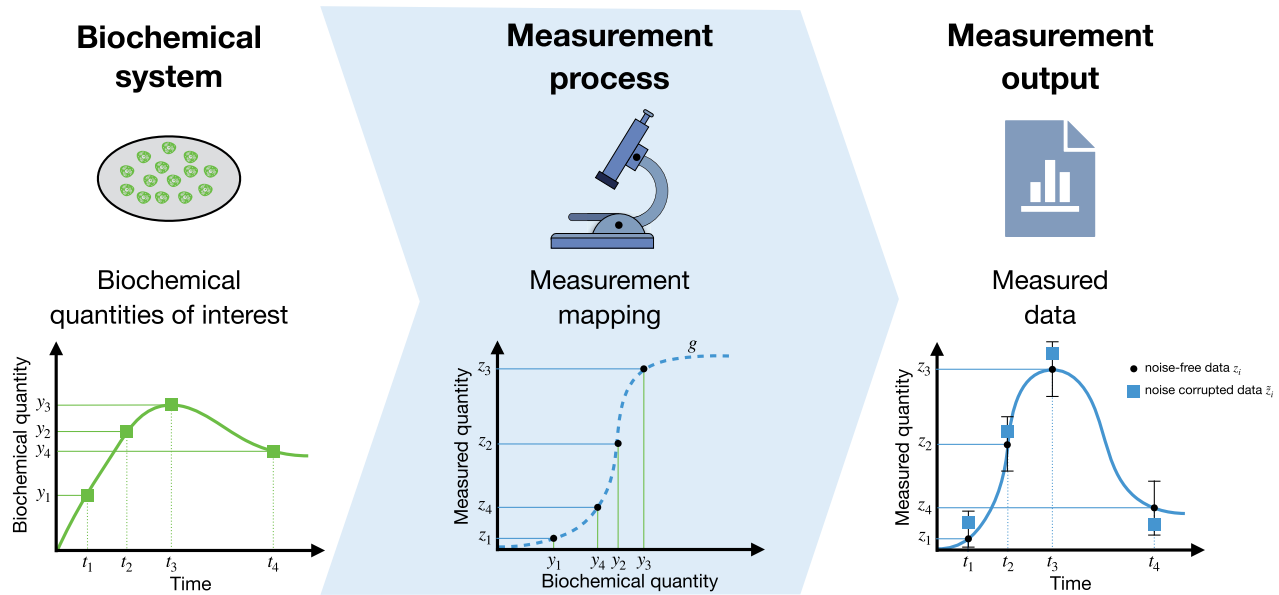 Biochemical
system
Measurement
process
Measurement
output
Biochemical
quantities of interest
Measurement
mapping
Measured
data
Biochemical quantity
y₃
y₂
y₄
y₁
t₁ t₂ t₃ t₄
Time
Measured quantity
g
z₃
z₂
z₄
z₁
y₁ y₄ y₂ y₃
Biochemical quantity
Measured quantity
z₃
z₂
z₄
z₁
t₁ t₂ t₃ t₄
Time
noise-free data zᵢ
noise corrupted data z̃ᵢ